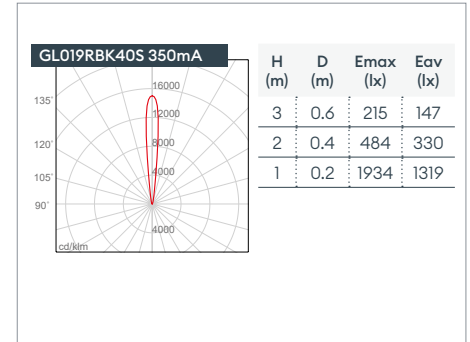 GL019RBK40S 350mA
16000
135°
12000
120°
8000
105°
4000
90°
4000
cd/klm
H D Emax Eav
(m) (m) (lx) (lx)
3 0.6 215 147
2 0.4 484 330
1 0.2 1934 1319